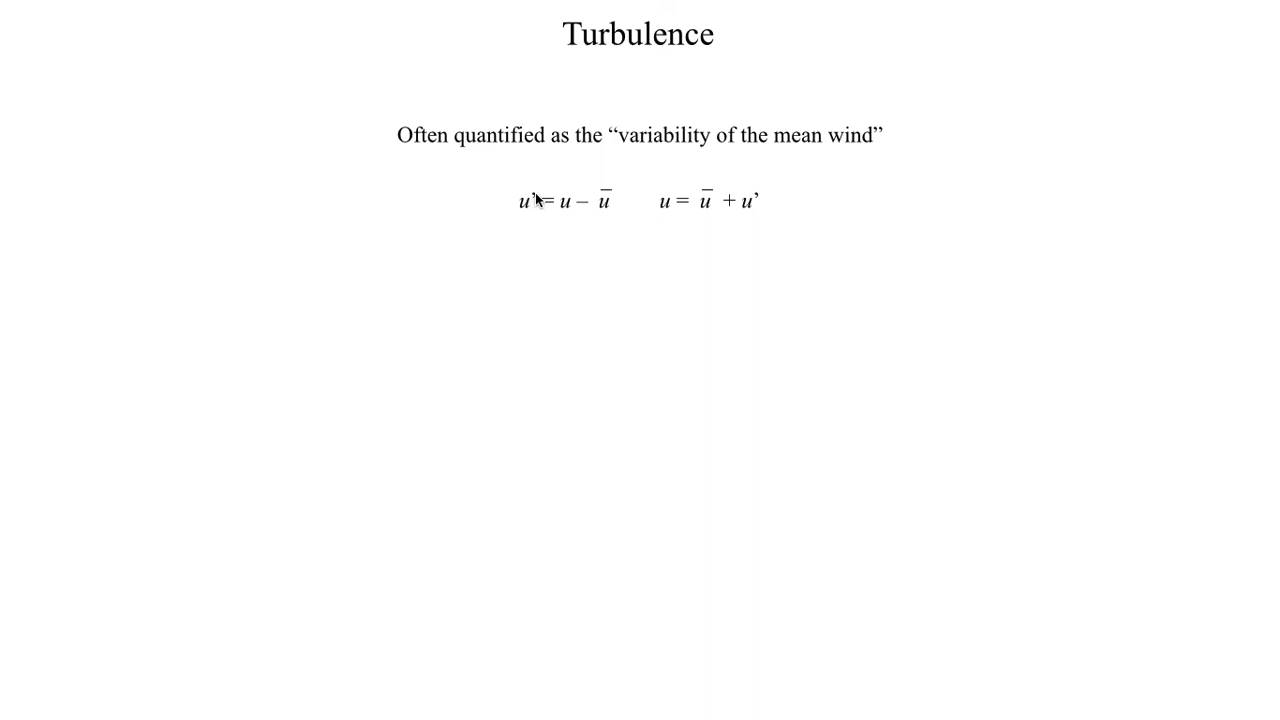 Turbulence
Often quantified as the “variability of the mean wind”
u’= u – u̅ u = u̅ + u’